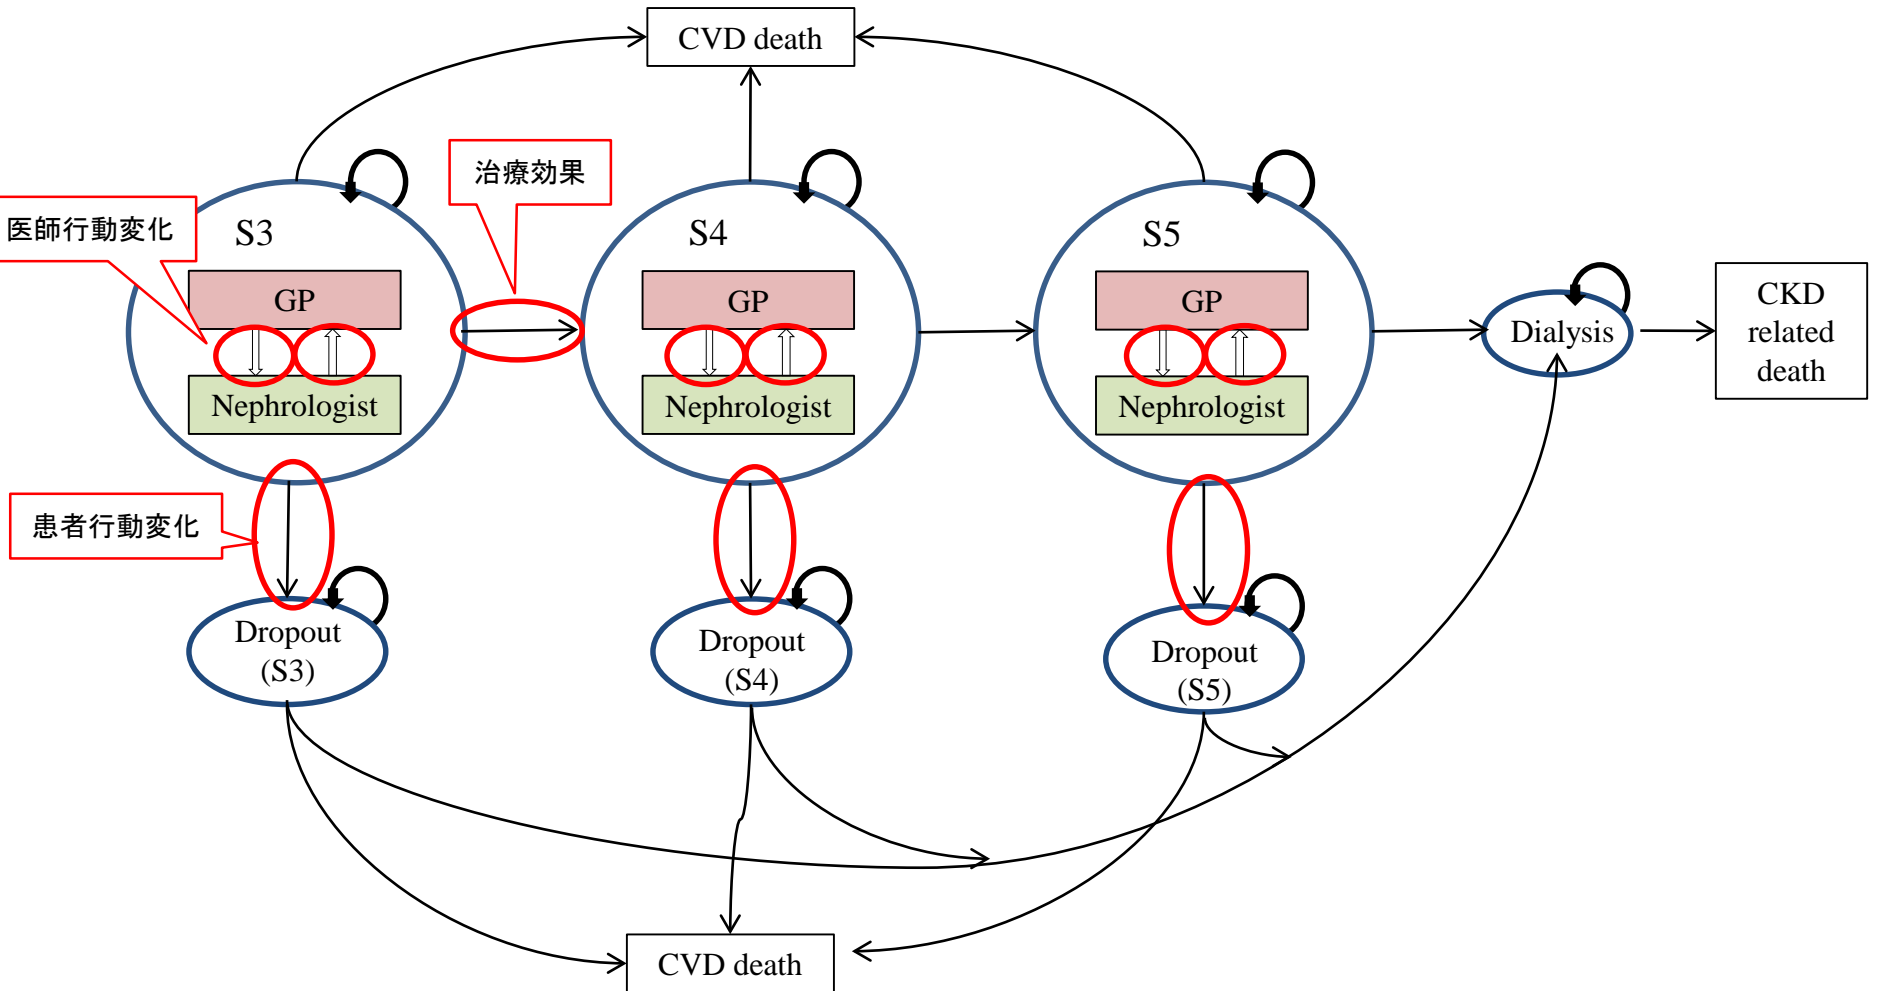 CVD death
治療効果
医師行動変化
S3
S4
S5
GP
GP
GP
Nephrologist
Nephrologist
Nephrologist
Dialysis
CKD
related
death
患者行動変化
Dropout
(S3)
Dropout
(S4)
Dropout
(S5)
CVD death